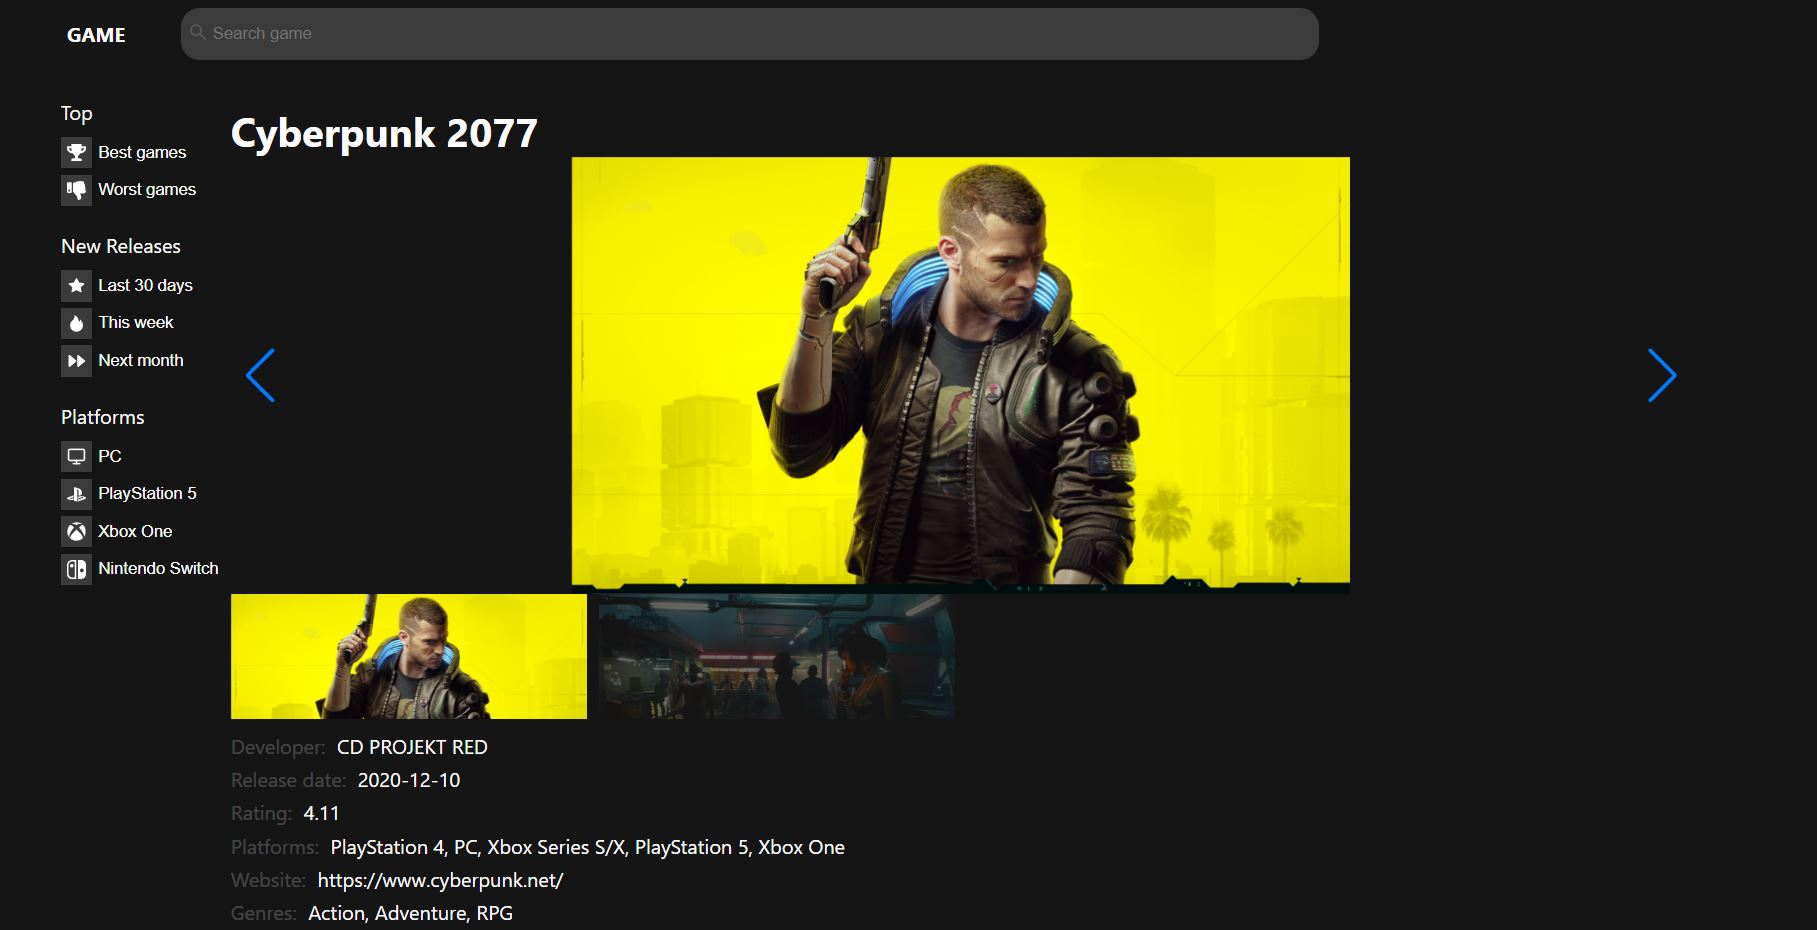 GAME
Search game
Top
Best games
Worst games
New Releases
Last 30 days
This week
Next month
Platforms
PC
PlayStation 5
Xbox One
Nintendo Switch
Cyberpunk 2077
Developer: CD PROJEKT RED
Release date: 2020-12-10
Rating: 4.11
Platforms: PlayStation 4, PC, Xbox Series S/X, PlayStation 5, Xbox One
Website: https://www.cyberpunk.net/
Genres: Action, Adventure, RPG